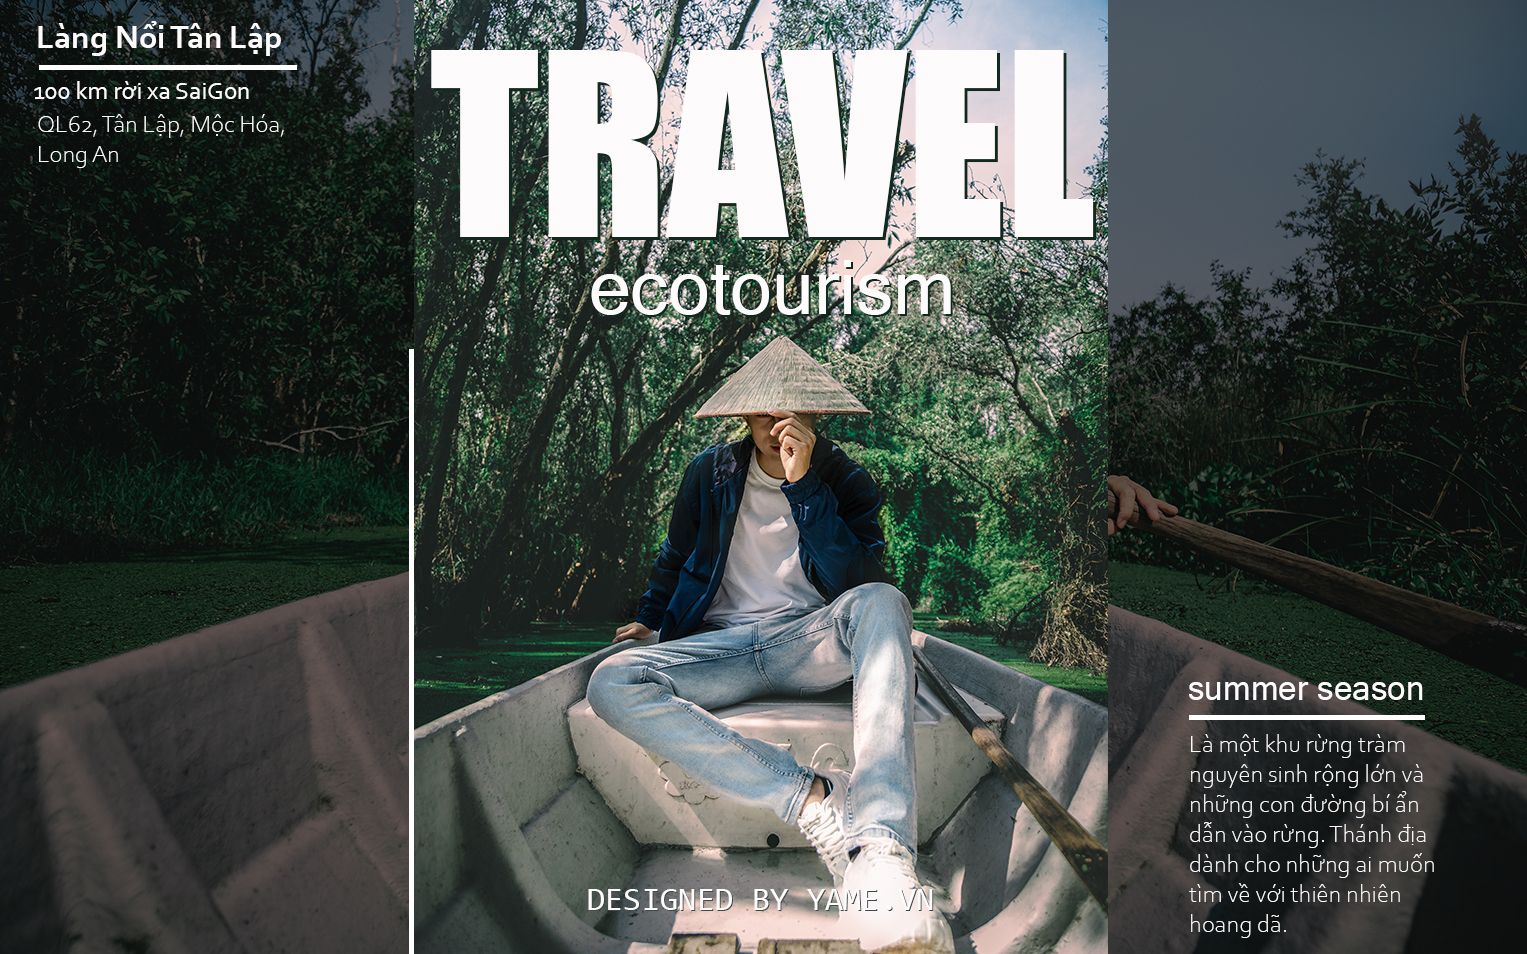 Làng Nổi Tân Lập
100 km rời xa SaiGon
QL62, Tân Lập, Mộc Hóa,
Long An
TRAVEL
ecotourism
summer season
Là một khu rừng tràm
nguyên sinh rộng lớn và
những con đường bí ẩn
dẫn vào rừng. Thánh địa
dành cho những ai muốn
tìm về với thiên nhiên
hoang dã.
DESIGNED BY YAME.VN